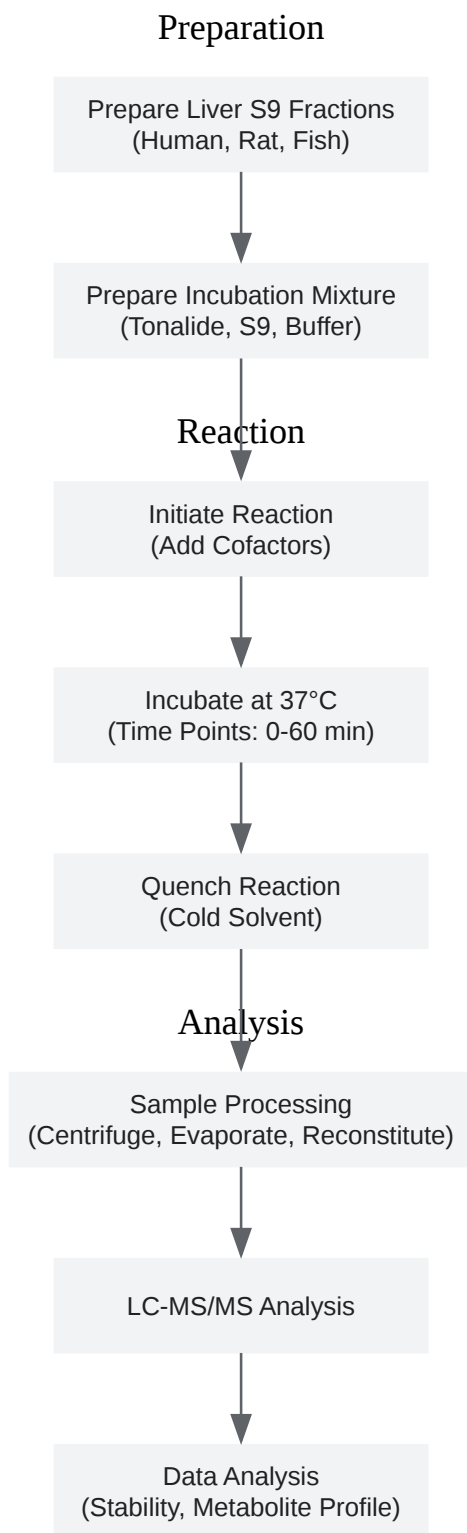 Preparation
Prepare Liver S9 Fractions
(Human, Rat, Fish)
Prepare Incubation Mixture
(Tonalide, S9, Buffer)
Reaction
Initiate Reaction
(Add Cofactors)
Incubate at 37°C
(Time Points: 0-60 min)
Quench Reaction
(Cold Solvent)
Analysis
Sample Processing
(Centrifuge, Evaporate, Reconstitute)
LC-MS/MS Analysis
Data Analysis
(Stability, Metabolite Profile)